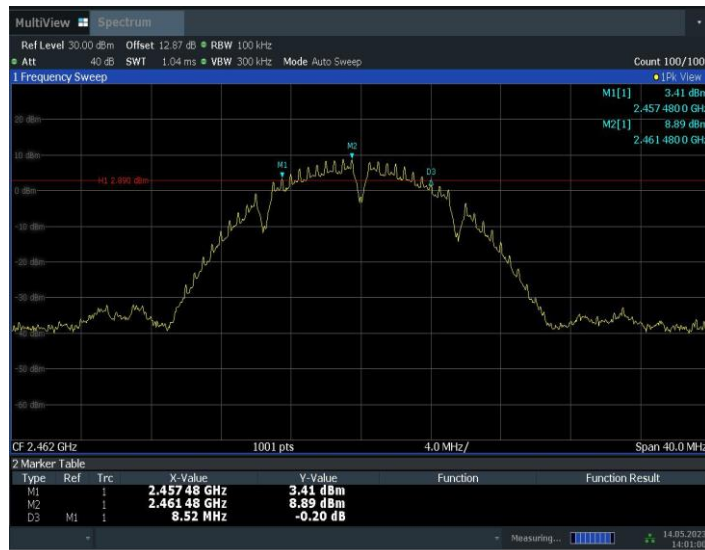 MultiView Spectrum
Ref Level 30.00 dBm Offset 12.87 dB RBW 100 kHz
Att 40 dB SWT 1.04 ms VBW 300 kHz Mode Auto Sweep Count 100/100
1 Frequency Sweep 1Pk View
M1[1] 3.41 dBm
2.457 480 0 GHz
20 dBm
M2[1] 8.89 dBm
2.461 480 0 GHz
M2
10 dBm
M1
D3
H1 2.890 dBm
0 dBm
-10 dBm
-20 dBm
-30 dBm
-40 dBm
-50 dBm
-60 dBm
CF 2.462 GHz 1001 pts 4.0 MHz/ Span 40.0 MHz
2 Marker Table
Type Ref Trc X-Value Y-Value Function Function Result
M1 1 2.457 48 GHz 3.41 dBm
M2 1 2.461 48 GHz 8.89 dBm
D3 M1 1 8.52 MHz -0.20 dB
Measuring... 14.05.2023
14:01:08